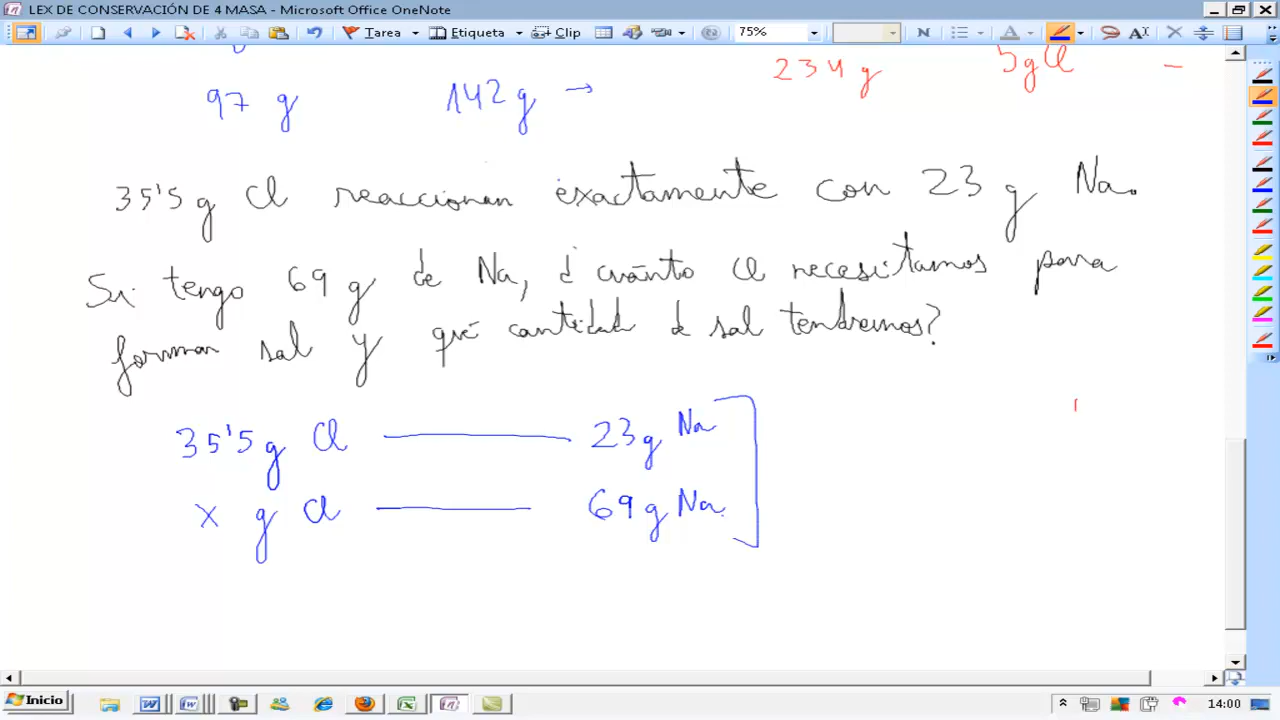 LEX DE CONSERVACIÓN DE 4 MASA - Microsoft Office OneNote
Tarea Etiqueta Clip 75% N
234 g 5 g Cl -
97 g 142 g →
35'5 g Cl reaccionan exactamente con 23 g Na.
Si tengo 69 g de Na, ¿ cuánto Cl necesitamos para
formar sal y qué cantidad d sal tendremos?
35'5 g Cl ——— 23 g Na
x g Cl ——— 69 g Na
Inicio 14:00